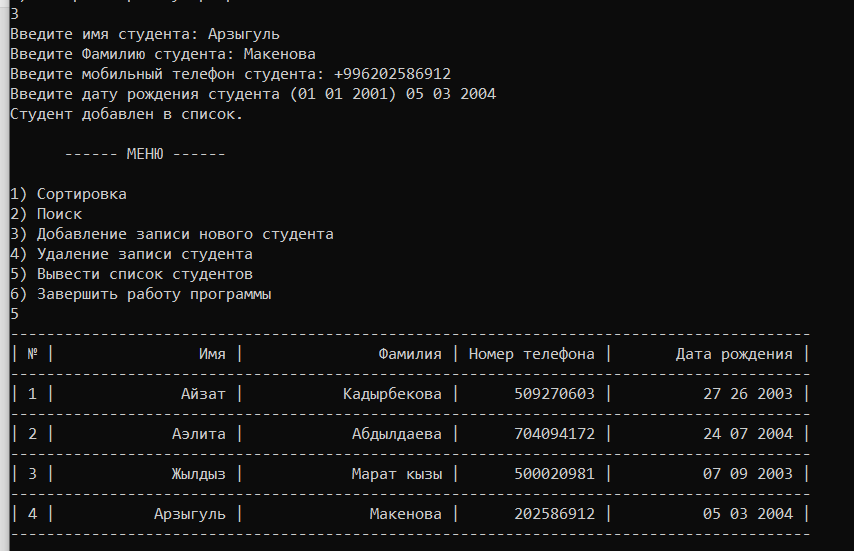 3
Введите имя студента: Арзыгуль
Введите Фамилию студента: Макенова
Введите мобильный телефон студента: +996202586912
Введите дату рождения студента (01 01 2001) 05 03 2004
Студент добавлен в список.
------ МЕНЮ ------
1) Сортировка
2) Поиск
3) Добавление записи нового студента
4) Удаление записи студента
5) Вывести список студентов
6) Завершить работу программы
5
| № | Имя | Фамилия | Номер телефона | Дата рождения |
| 1 | Айзат | Кадырбекова | 509270603 | 27 26 2003 |
| 2 | Аэлита | Абдылдаева | 704094172 | 24 07 2004 |
| 3 | Жылдыз | Марат кызы | 500020981 | 07 09 2003 |
| 4 | Арзыгуль | Макенова | 202586912 | 05 03 2004 |